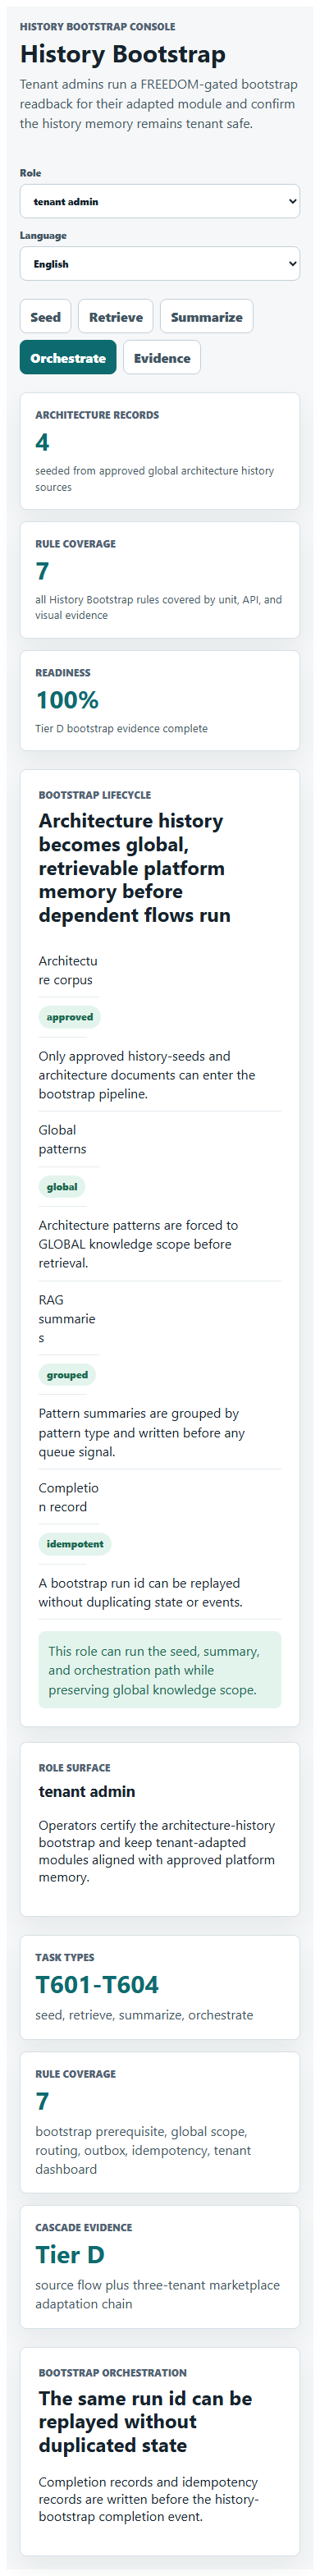 HISTORY BOOTSTRAP CONSOLE
History Bootstrap
Tenant admins run a FREEDOM-gated bootstrap
readback for their adapted module and confirm
the history memory remains tenant safe.
Role
tenant admin
Language
English
Seed
Retrieve
Summarize
Orchestrate
Evidence
ARCHITECTURE RECORDS
4
seeded from approved global architecture history
sources
RULE COVERAGE
7
all History Bootstrap rules covered by unit, API, and
visual evidence
READINESS
100%
Tier D bootstrap evidence complete
BOOTSTRAP LIFECYCLE
Architecture history
becomes global,
retrievable platform
memory before
dependent flows run
Architectu
re corpus
approved
Only approved history-seeds and
architecture documents can enter the
bootstrap pipeline.
Global
patterns
global
Architecture patterns are forced to
GLOBAL knowledge scope before
retrieval.
RAG
summarie
s
grouped
Pattern summaries are grouped by
pattern type and written before any
queue signal.
Completio
n record
idempotent
A bootstrap run id can be replayed
without duplicating state or events.
This role can run the seed, summary,
and orchestration path while
preserving global knowledge scope.
ROLE SURFACE
tenant admin
Operators certify the architecture-history
bootstrap and keep tenant-adapted
modules aligned with approved platform
memory.
TASK TYPES
T601-T604
seed, retrieve, summarize, orchestrate
RULE COVERAGE
7
bootstrap prerequisite, global scope,
routing, outbox, idempotency, tenant
dashboard
CASCADE EVIDENCE
Tier D
source flow plus three-tenant marketplace
adaptation chain
BOOTSTRAP ORCHESTRATION
The same run id can be
replayed without
duplicated state
Completion records and idempotency
records are written before the history-
bootstrap completion event.